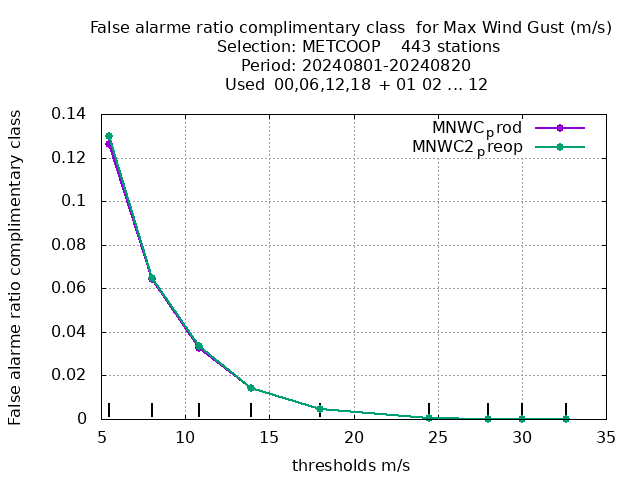 False alarme ratio complimentary class  for Max Wind Gust (m/s)
Selection: METCOOP    443 stations
Period: 20240801-20240820
Used  00,06,12,18 + 01 02 ... 12
False alarme ratio complimentary class
0.14
0.12
0.1
0.08
0.06
0.04
0.02
0
MNWCprod
MNWC2preop
5 10 15 20 25 30 35
thresholds m/s